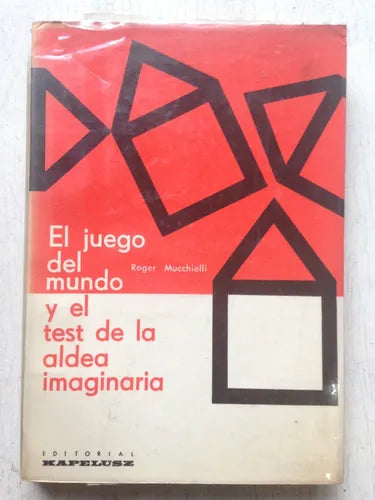 El juego
del
mundo
Roger Mucchielli
y el
test de la
aldea
imaginaria
EDITORIAL
KAPELUSZ